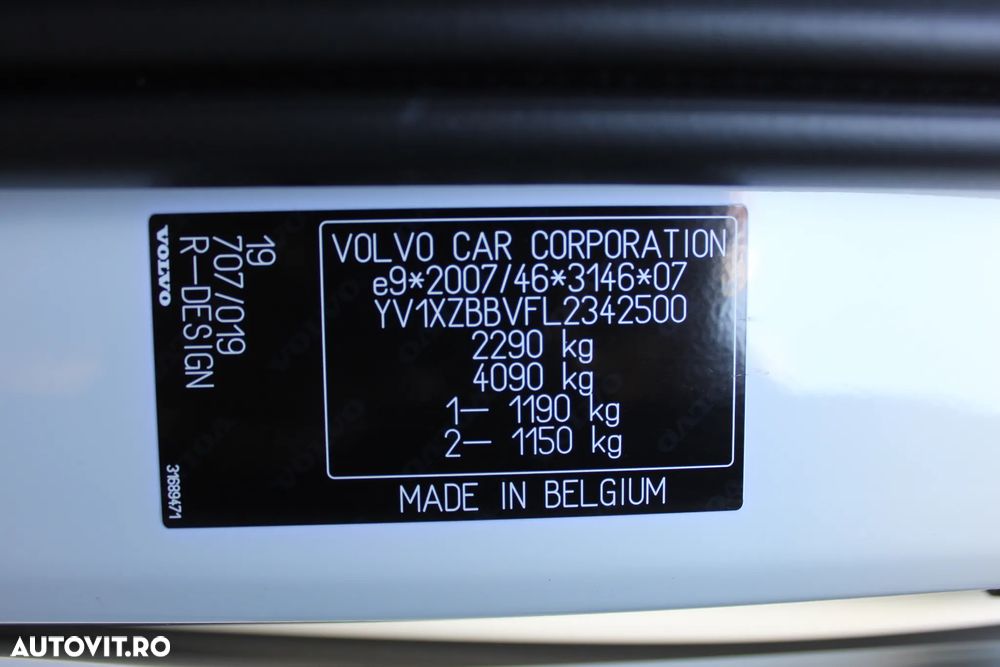 VOLVO
19
707/019
R-DESIGN
31689471
VOLVO CAR CORPORATION
e9*2007/46*3146*07
YV1XZBBVFL2342500
2290 kg
4090 kg
1- 1190 kg
2- 1150 kg
MADE IN BELGIUM
AUTOVIT.RO